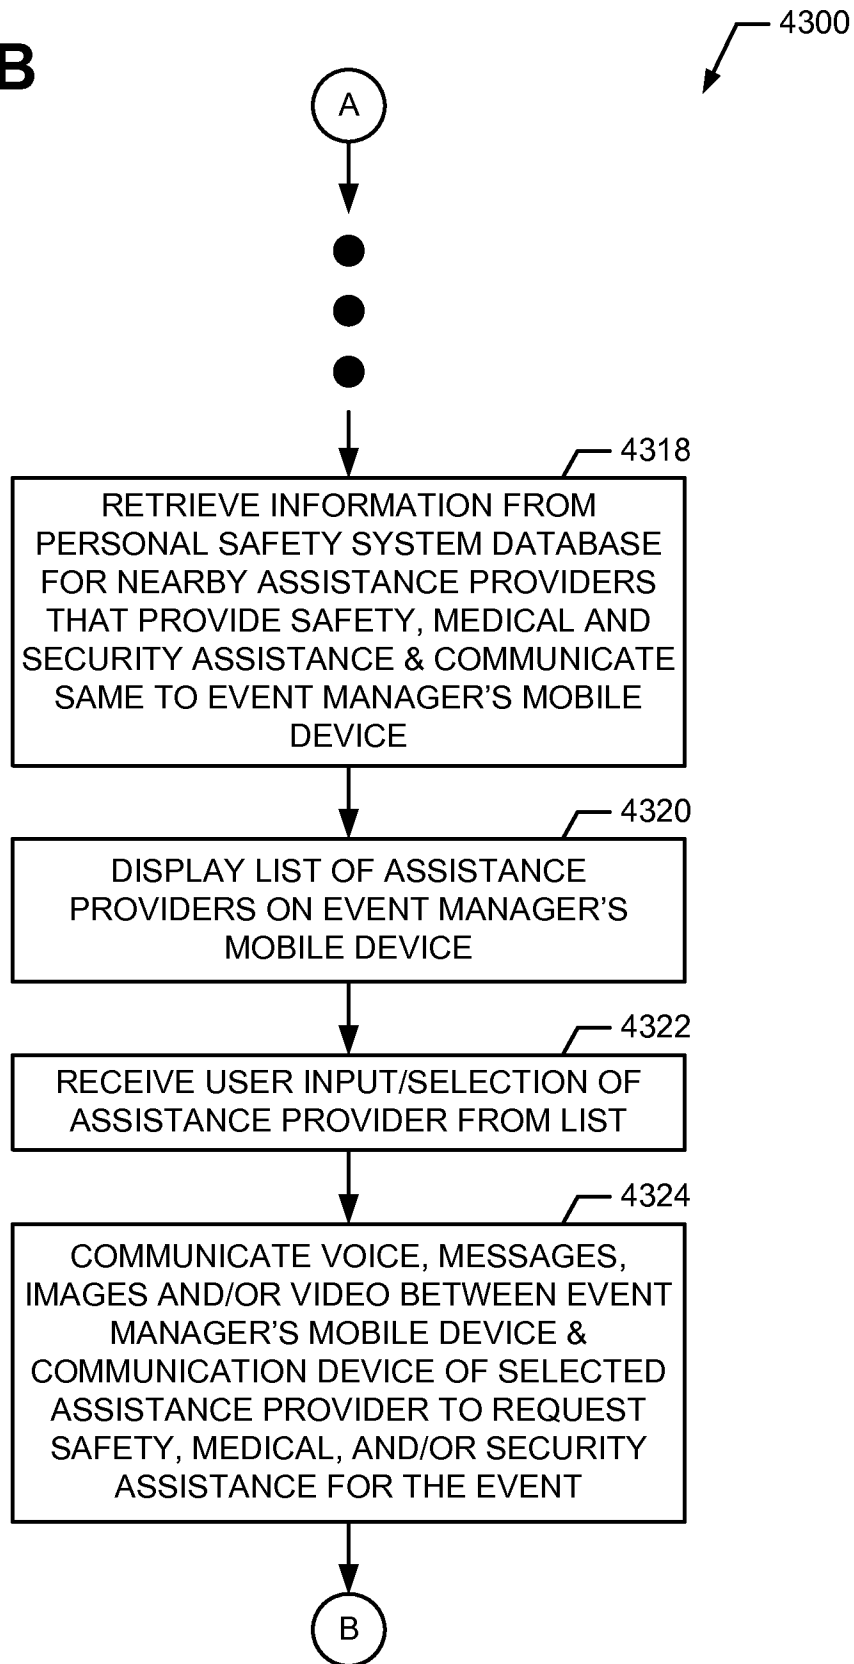 B
4300
A
4318
RETRIEVE INFORMATION FROM
PERSONAL SAFETY SYSTEM DATABASE
FOR NEARBY ASSISTANCE PROVIDERS
THAT PROVIDE SAFETY, MEDICAL AND
SECURITY ASSISTANCE & COMMUNICATE
SAME TO EVENT MANAGER'S MOBILE
DEVICE
4320
DISPLAY LIST OF ASSISTANCE
PROVIDERS ON EVENT MANAGER'S
MOBILE DEVICE
4322
RECEIVE USER INPUT/SELECTION OF
ASSISTANCE PROVIDER FROM LIST
4324
COMMUNICATE VOICE, MESSAGES,
IMAGES AND/OR VIDEO BETWEEN EVENT
MANAGER'S MOBILE DEVICE &
COMMUNICATION DEVICE OF SELECTED
ASSISTANCE PROVIDER TO REQUEST
SAFETY, MEDICAL, AND/OR SECURITY
ASSISTANCE FOR THE EVENT
B